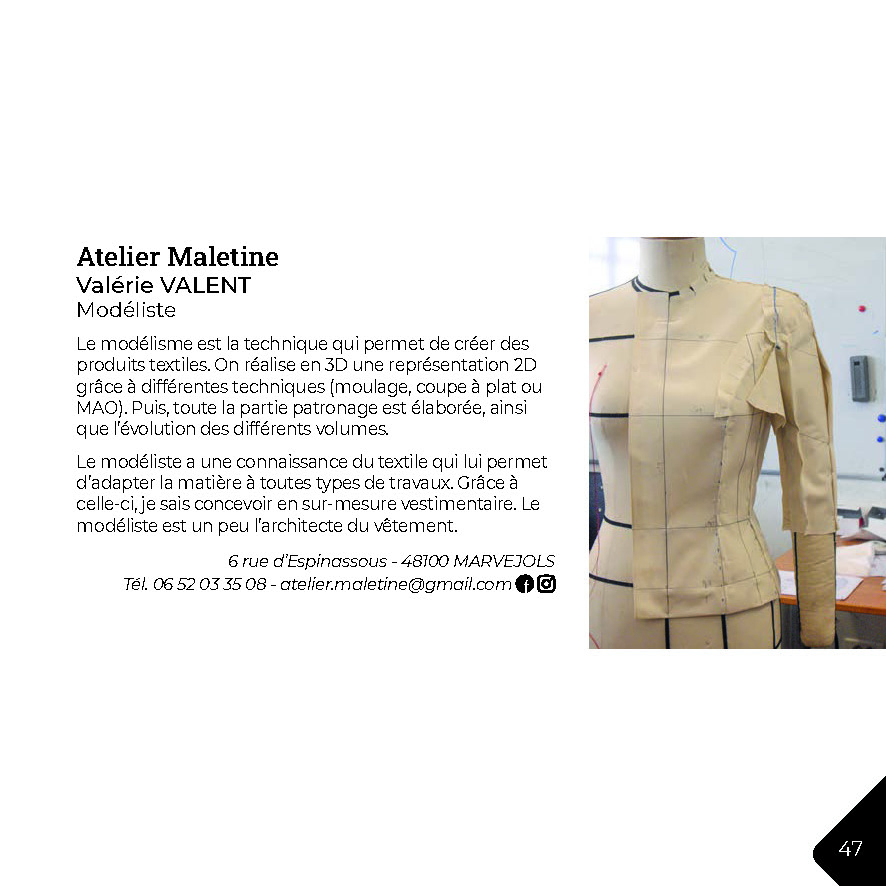 Atelier Maletine
Valérie VALENT
Modéliste
Le modélisme est la technique qui permet de créer des
produits textiles. On réalise en 3D une représentation 2D
grâce à différentes techniques (moulage, coupe à plat ou
MAO). Puis, toute la partie patronage est élaborée, ainsi
que l’évolution des différents volumes.
Le modéliste a une connaissance du textile qui lui permet
d’adapter la matière à toutes types de travaux. Grâce à
celle-ci, je sais concevoir en sur-mesure vestimentaire. Le
modéliste est un peu l’architecte du vêtement.
6 rue d’Espinassous - 48100 MARVEJOLS
Tél. 06 52 03 35 08 - atelier.maletine@gmail.com
47